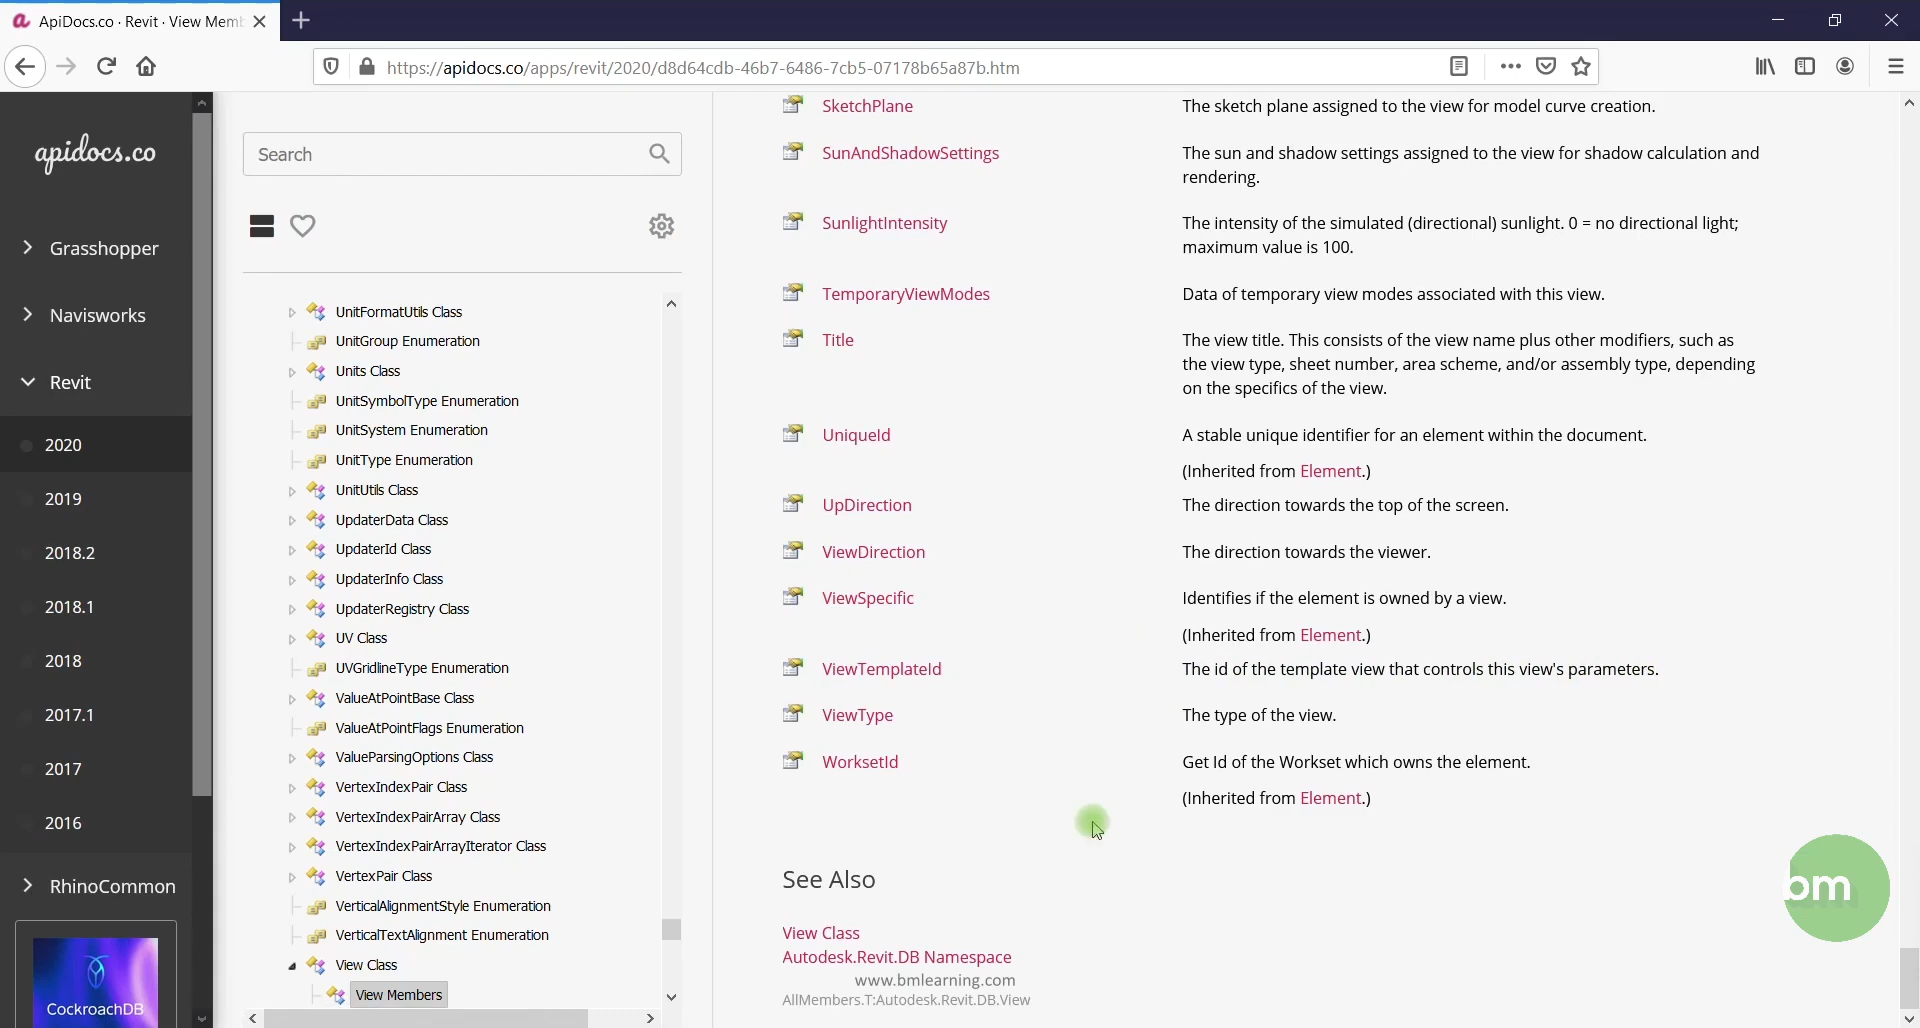 ApiDocs.co · Revit · View Memb
https://apidocs.co/apps/revit/2020/d8d64cdb-46b7-6486-7cb5-07178b65a87b.htm
apidocs.co
Grasshopper
Navisworks
Revit
2020
2019
2018.2
2018.1
2018
2017.1
2017
2016
RhinoCommon
CockroachDB
Search
UnitFormatUtils Class
UnitGroup Enumeration
Units Class
UnitSymbolType Enumeration
UnitSystem Enumeration
UnitType Enumeration
UnitUtils Class
UpdaterData Class
UpdaterId Class
UpdaterInfo Class
UpdaterRegistry Class
UV Class
UVGridlineType Enumeration
ValueAtPointBase Class
ValueAtPointFlags Enumeration
ValueParsingOptions Class
VertexIndexPair Class
VertexIndexPairArray Class
VertexIndexPairArrayIterator Class
VertexPair Class
VerticalAlignmentStyle Enumeration
VerticalTextAlignment Enumeration
View Class
View Members
SketchPlane The sketch plane assigned to the view for model curve creation.
SunAndShadowSettings The sun and shadow settings assigned to the view for shadow calculation and
rendering.
SunlightIntensity The intensity of the simulated (directional) sunlight. 0 = no directional light;
maximum value is 100.
TemporaryViewModes Data of temporary view modes associated with this view.
Title The view title. This consists of the view name plus other modifiers, such as
the view type, sheet number, area scheme, and/or assembly type, depending
on the specifics of the view.
UniqueId A stable unique identifier for an element within the document.
(Inherited from Element.)
UpDirection The direction towards the top of the screen.
ViewDirection The direction towards the viewer.
ViewSpecific Identifies if the element is owned by a view.
(Inherited from Element.)
ViewTemplateId The id of the template view that controls this view's parameters.
ViewType The type of the view.
WorksetId Get Id of the Workset which owns the element.
(Inherited from Element.)
See Also
View Class
Autodesk.Revit.DB Namespace
www.bmlearning.com
AllMembers.T:Autodesk.Revit.DB.View
bm